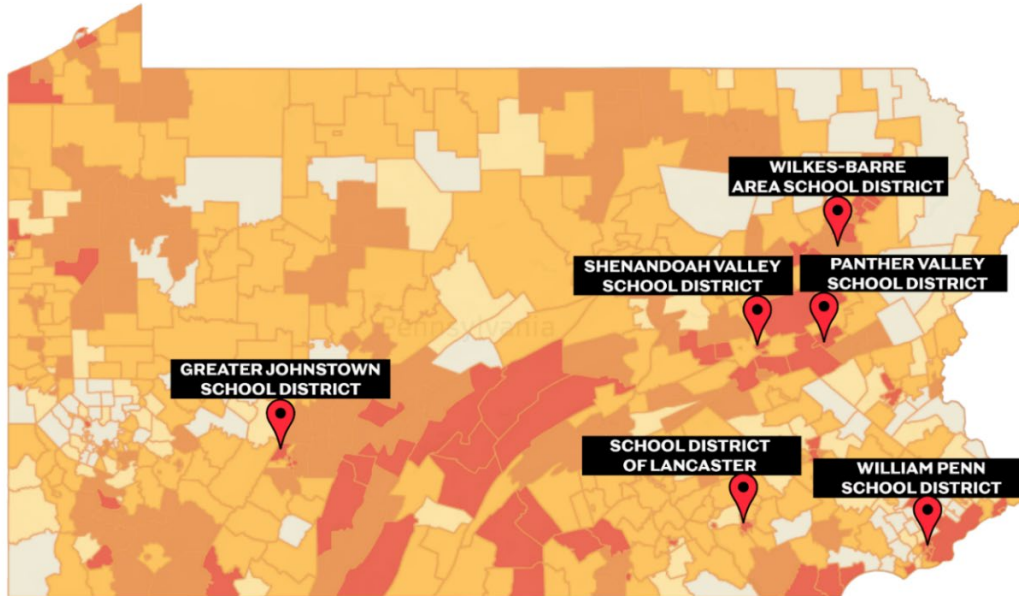 WILKES-BARRE
AREA SCHOOL DISTRICT
SHENANDOAH VALLEY
SCHOOL DISTRICT
PANTHER VALLEY
SCHOOL DISTRICT
Pennsylvania
GREATER JOHNSTOWN
SCHOOL DISTRICT
SCHOOL DISTRICT
OF LANCASTER
WILLIAM PENN
SCHOOL DISTRICT